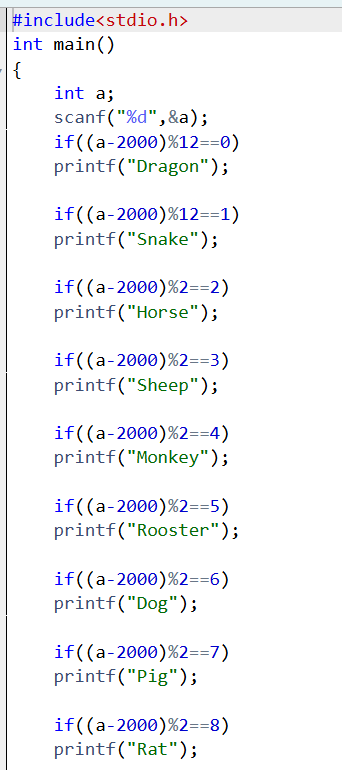 #include<stdio.h>
int main()
{
    int a;
    scanf("%d",&a);
    if((a-2000)%12==0)
    printf("Dragon");

    if((a-2000)%12==1)
    printf("Snake");

    if((a-2000)%2==2)
    printf("Horse");

    if((a-2000)%2==3)
    printf("Sheep");

    if((a-2000)%2==4)
    printf("Monkey");

    if((a-2000)%2==5)
    printf("Rooster");

    if((a-2000)%2==6)
    printf("Dog");

    if((a-2000)%2==7)
    printf("Pig");

    if((a-2000)%2==8)
    printf("Rat");